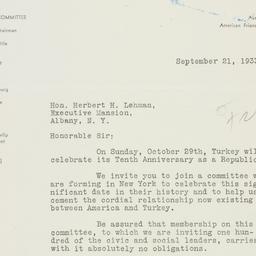 COMMITTEE
American Friend
September 21, 193
Hon. Herbert H. Lehman,
Executive Mansion,
Albany, N. Y.
Honorable Sir:
On Sunday, October 29th, Turkey wil
celebrate its Tenth Anniversary as a Republic
We invite you to join a committee w
are forming in New York to celebrate this sig
nificant date in their history and to help us
cement the cordial relationship now existing
between America and Turkey.
Be assured that membership on this
committee, to which we are inviting one hun-
dred of the civic and social leaders, carries
with it absolutely no obligations.